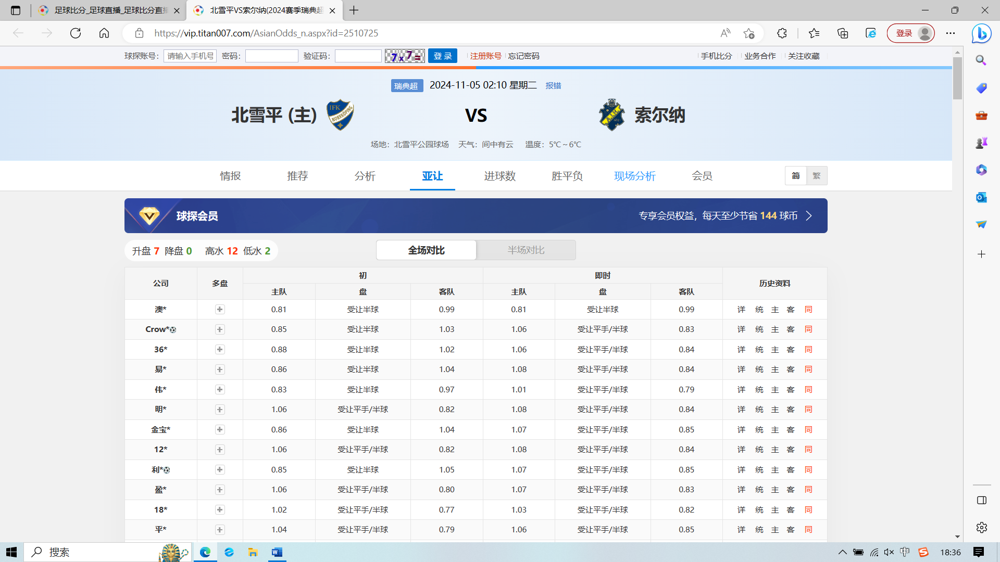 足球比分_足球直播_足球比分直播
北雪平VS索尔纳(2024赛季瑞典超
https://vip.titan007.com/AsianOdds_n.aspx?id=2510725
登录
球探账号： 请输入手机号 密码： 验证码： 7x7= 登 录 注册账号 忘记密码 手机比分 业务合作 关注收藏
瑞典超 2024-11-05 02:10 星期二 报错
北雪平 (主) IFK NORRKÖPING VS 索尔纳
场地：北雪平公园球场 天气：间中有云 温度：5℃～6℃
情报 推荐 分析 亚让 进球数 胜平负 现场分析 会员 简 繁
球探会员 专享会员权益，每天至少节省 144 球币
升盘 7 降盘 0 高水 12 低水 2 全场对比 半场对比
公司 多盘 初 即时 历史资料
主队 盘 客队 主队 盘 客队
澳* 0.81 受让半球 0.99 0.81 受让半球 0.99 详 统 主 客 同
Crow* 0.85 受让半球 1.03 1.06 受让平手/半球 0.83 详 统 主 客 同
36* 0.88 受让半球 1.02 1.06 受让平手/半球 0.84 详 统 主 客 同
易* 0.86 受让半球 1.04 1.08 受让平手/半球 0.84 详 统 主 客 同
伟* 0.83 受让半球 0.97 1.01 受让平手/半球 0.79 详 统 主 客 同
明* 1.06 受让平手/半球 0.82 1.08 受让平手/半球 0.84 详 统 主 客 同
金宝* 0.86 受让半球 1.04 1.07 受让平手/半球 0.85 详 统 主 客 同
12* 1.06 受让平手/半球 0.82 1.08 受让平手/半球 0.84 详 统 主 客 同
利* 0.85 受让半球 1.05 1.07 受让平手/半球 0.85 详 统 主 客 同
盈* 1.06 受让平手/半球 0.80 1.07 受让平手/半球 0.83 详 统 主 客 同
18* 1.02 受让平手/半球 0.77 1.03 受让平手/半球 0.82 详 统 主 客 同
平* 1.04 受让平手/半球 0.79 1.06 受让平手/半球 0.85 详 统 主 客 同
搜索 中 18:36